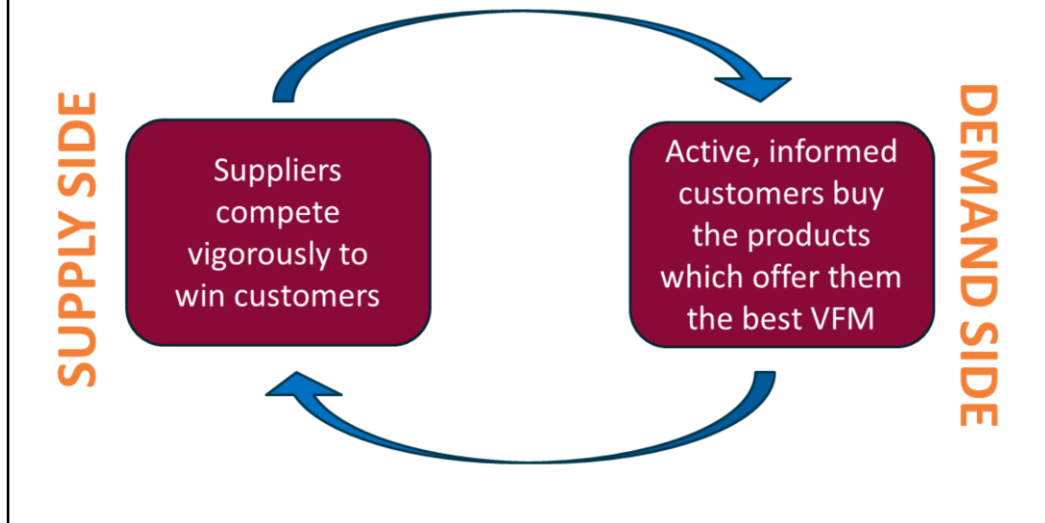 SUPPLY SIDE
Suppliers
compete
vigorously to
win customers
Active, informed
customers buy
the products
which offer them
the best VFM
DEMAND SIDE